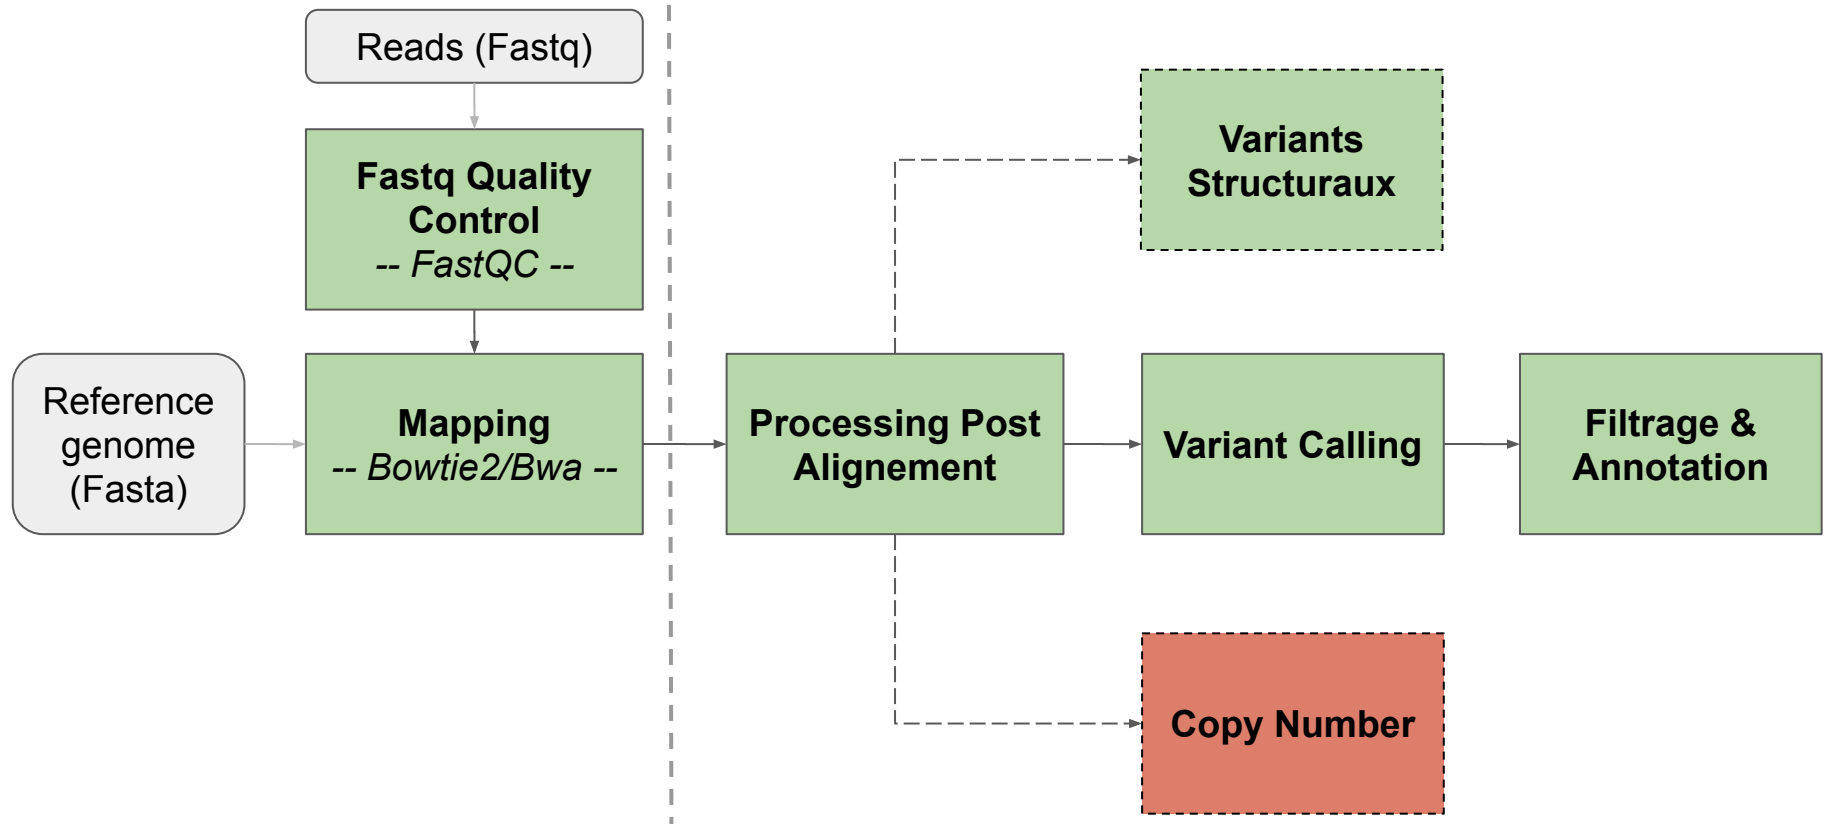 Reads (Fastq)
Fastq Quality
Control
-- FastQC --
Reference
genome
(Fasta)
Mapping
-- Bowtie2/Bwa --
Processing Post
Alignement
Variants
Structuraux
Variant Calling
Filtrage &
Annotation
Copy Number